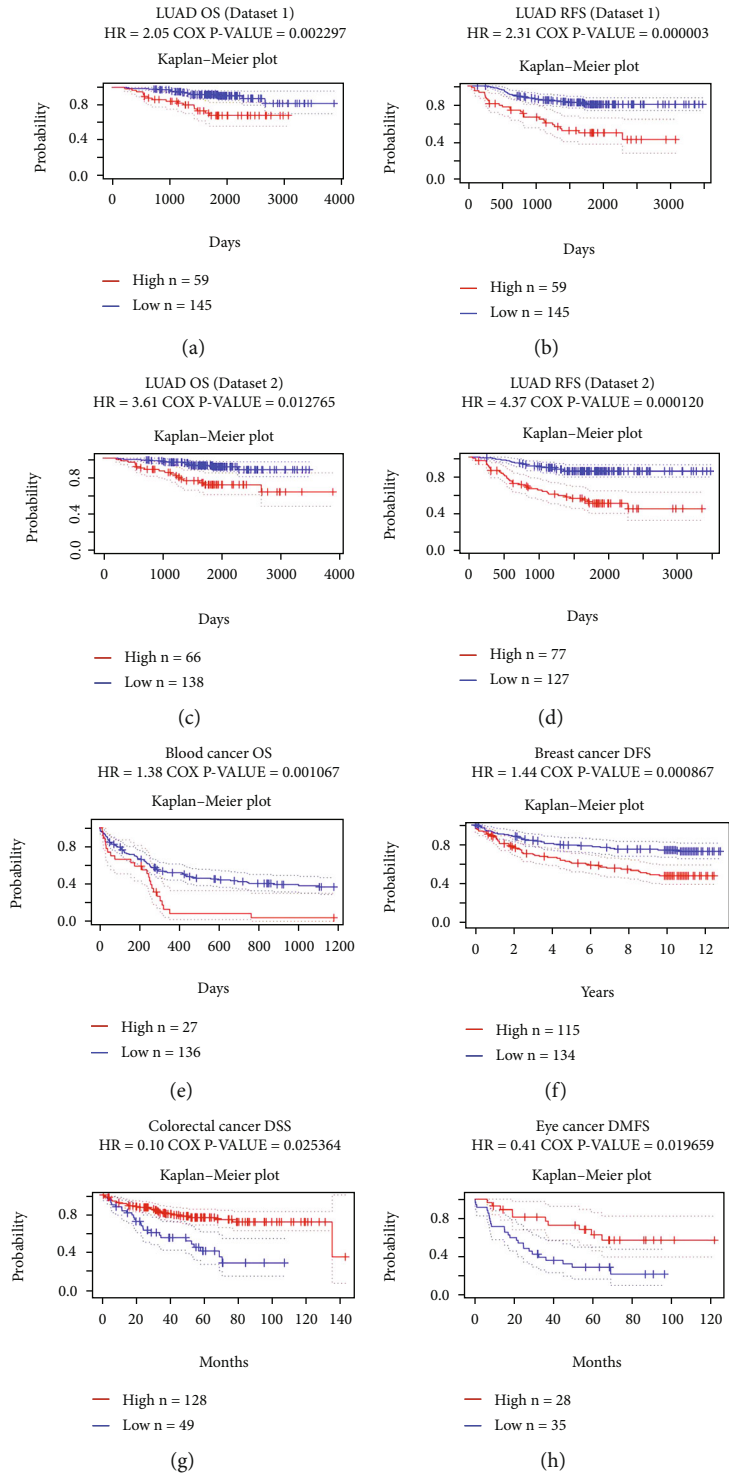 LUAD OS (Dataset 1)
HR = 2.05 COX P-VALUE = 0.002297
Kaplan–Meier plot
Probability
0.8
0.4
0.0
0 1000 2000 3000 4000
Days
High n = 59
Low n = 145
(a)
LUAD RFS (Dataset 1)
HR = 2.31 COX P-VALUE = 0.000003
Kaplan–Meier plot
Probability
0.8
0.4
0.0
0 500 1000 2000 3000
Days
High n = 59
Low n = 145
(b)
LUAD OS (Dataset 2)
HR = 3.61 COX P-VALUE = 0.012765
Kaplan–Meier plot
Probability
0.8
0.4
0.0
0 1000 2000 3000 4000
Days
High n = 66
Low n = 138
(c)
LUAD RFS (Dataset 2)
HR = 4.37 COX P-VALUE = 0.000120
Kaplan–Meier plot
Probability
0.8
0.4
0.0
0 500 1000 2000 3000
Days
High n = 77
Low n = 127
(d)
Blood cancer OS
HR = 1.38 COX P-VALUE = 0.001067
Kaplan–Meier plot
Probability
0.8
0.4
0.0
0 200 400 600 800 1000 1200
Days
High n = 27
Low n = 136
(e)
Breast cancer DFS
HR = 1.44 COX P-VALUE = 0.000867
Kaplan–Meier plot
Probability
0.8
0.4
0.0
0 2 4 6 8 10 12
Years
High n = 115
Low n = 134
(f)
Colorectal cancer DSS
HR = 0.10 COX P-VALUE = 0.025364
Kaplan–Meier plot
Probability
0.8
0.4
0.0
0 20 40 60 80 100 120 140
Months
High n = 128
Low n = 49
(g)
Eye cancer DMFS
HR = 0.41 COX P-VALUE = 0.019659
Kaplan–Meier plot
Probability
0.8
0.4
0.0
0 20 40 60 80 100 120
Months
High n = 28
Low n = 35
(h)